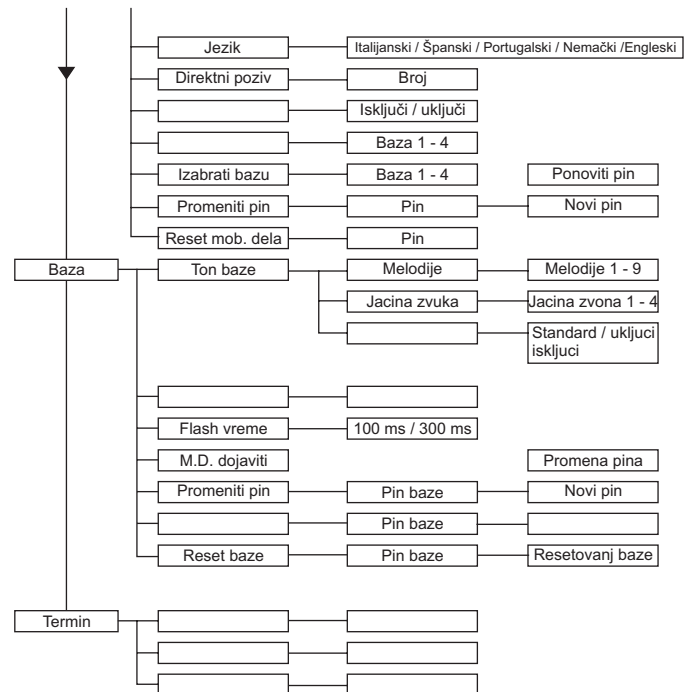 Jezik Italijanski / Španski / Portugalski / Nemački /Engleski
Direktni poziv Broj
Isključi / uključi
Baza 1 - 4
Izabrati bazu Baza 1 - 4 Ponoviti pin
Promeniti pin Pin Novi pin
Reset mob. dela Pin
Baza Ton baze Melodije Melodije 1 - 9
Jacina zvuka Jacina zvona 1 - 4
Standard / ukljuci
iskljuci
Flash vreme 100 ms / 300 ms
M.D. dojaviti Promena pina
Promeniti pin Pin baze Novi pin
Pin baze
Reset baze Pin baze Resetovanj baze
Termin